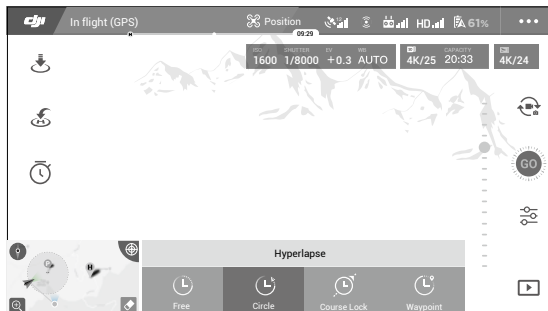 dji In flight (GPS) Position HD 61%
09:29
ISO SHUTTER EV WB CAPACITY
1600 1/8000 +0.3 AUTO 4K/25 20:33 4K/24
H
GO
Hyperlapse
H
Free Circle Course Lock Waypoint